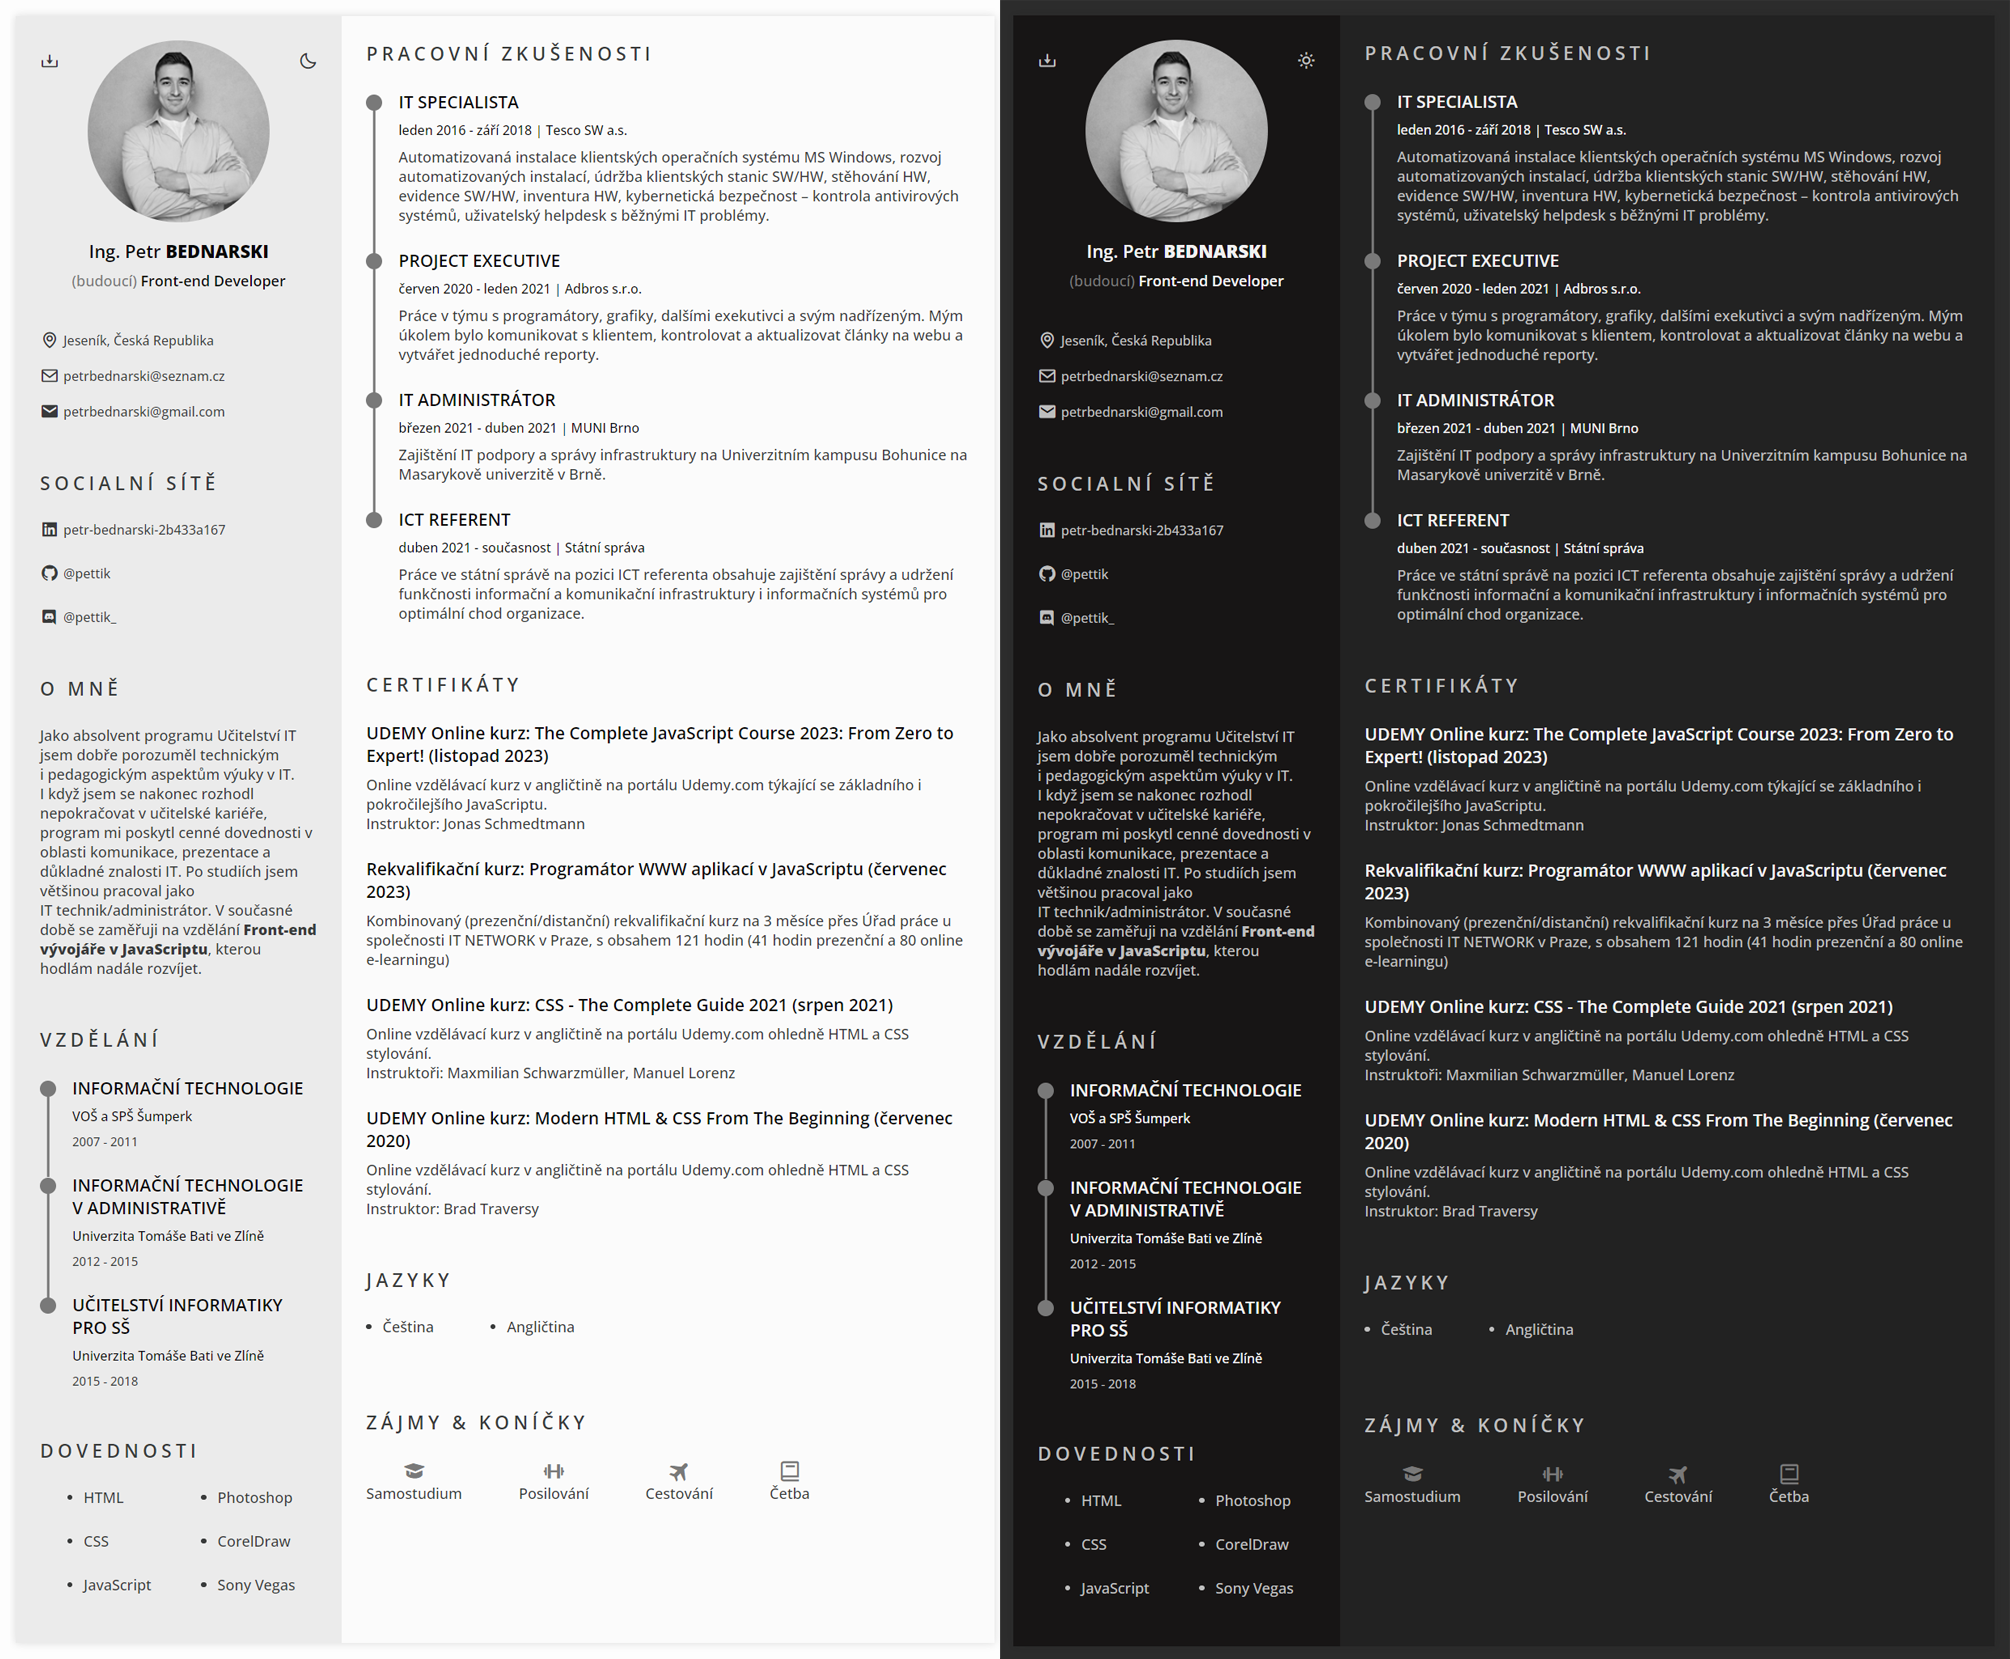 Ing. Petr BEDNARSKI
(budoucí) Front-end Developer
Jeseník, Česká Republika
petrbednarski@seznam.cz
petrbednarski@gmail.com
SOCIALNÍ SÍTĚ
petr-bednarski-2b433a167
@pettik
@pettik_
O MNĚ
Jako absolvent programu Učitelství IT
jsem dobře porozuměl technickým
i pedagogickým aspektům výuky v IT.
I když jsem se nakonec rozhodl
nepokračovat v učitelské kariéře,
program mi poskytl cenné dovednosti v
oblasti komunikace, prezentace a
důkladné znalosti IT. Po studiích jsem
většinou pracoval jako
IT technik/administrátor. V současné
době se zaměřuji na vzdělání Front-end
vývojáře v JavaScriptu, kterou
hodlám nadále rozvíjet.
VZDĚLÁNÍ
INFORMAČNÍ TECHNOLOGIE
VOŠ a SPŠ Šumperk
2007 - 2011
INFORMAČNÍ TECHNOLOGIE
V ADMINISTRATIVĚ
Univerzita Tomáše Bati ve Zlíně
2012 - 2015
UČITELSTVÍ INFORMATIKY
PRO SŠ
Univerzita Tomáše Bati ve Zlíně
2015 - 2018
DOVEDNOSTI
• HTML • Photoshop
• CSS • CorelDraw
• JavaScript • Sony Vegas
PRACOVNÍ ZKUŠENOSTI
IT SPECIALISTA
leden 2016 - září 2018 | Tesco SW a.s.
Automatizovaná instalace klientských operačních systému MS Windows, rozvoj
automatizovaných instalací, údržba klientských stanic SW/HW, stěhování HW,
evidence SW/HW, inventura HW, kybernetická bezpečnost – kontrola antivirových
systémů, uživatelský helpdesk s běžnými IT problémy.
PROJECT EXECUTIVE
červen 2020 - leden 2021 | Adbros s.r.o.
Práce v týmu s programátory, grafiky, dalšími exekutivci a svým nadřízeným. Mým
úkolem bylo komunikovat s klientem, kontrolovat a aktualizovat články na webu a
vytvářet jednoduché reporty.
IT ADMINISTRÁTOR
březen 2021 - duben 2021 | MUNI Brno
Zajištění IT podpory a správy infrastruktury na Univerzitním kampusu Bohunice na
Masarykově univerzitě v Brně.
ICT REFERENT
duben 2021 - současnost | Státní správa
Práce ve státní správě na pozici ICT referenta obsahuje zajištění správy a udržení
funkčnosti informační a komunikační infrastruktury i informačních systémů pro
optimální chod organizace.
CERTIFIKÁTY
UDEMY Online kurz: The Complete JavaScript Course 2023: From Zero to
Expert! (listopad 2023)
Online vzdělávací kurz v angličtině na portálu Udemy.com týkající se základního i
pokročilejšího JavaScriptu.
Instruktor: Jonas Schmedtmann
Rekvalifikační kurz: Programátor WWW aplikací v JavaScriptu (červenec
2023)
Kombinovaný (prezenční/distanční) rekvalifikační kurz na 3 měsíce přes Úřad práce u
společnosti IT NETWORK v Praze, s obsahem 121 hodin (41 hodin prezenční a 80 online
e-learningu)
UDEMY Online kurz: CSS - The Complete Guide 2021 (srpen 2021)
Online vzdělávací kurz v angličtině na portálu Udemy.com ohledně HTML a CSS
stylování.
Instruktoři: Maxmilian Schwarzmüller, Manuel Lorenz
UDEMY Online kurz: Modern HTML & CSS From The Beginning (červenec
2020)
Online vzdělávací kurz v angličtině na portálu Udemy.com ohledně HTML a CSS
stylování.
Instruktor: Brad Traversy
JAZYKY
• Čeština • Angličtina
ZÁJMY & KONÍČKY
Samostudium Posilování Cestování Četba
Ing. Petr BEDNARSKI
(budoucí) Front-end Developer
Jeseník, Česká Republika
petrbednarski@seznam.cz
petrbednarski@gmail.com
SOCIALNÍ SÍTĚ
petr-bednarski-2b433a167
@pettik
@pettik_
O MNĚ
Jako absolvent programu Učitelství IT
jsem dobře porozuměl technickým
i pedagogickým aspektům výuky v IT.
I když jsem se nakonec rozhodl
nepokračovat v učitelské kariéře,
program mi poskytl cenné dovednosti v
oblasti komunikace, prezentace a
důkladné znalosti IT. Po studiích jsem
většinou pracoval jako
IT technik/administrátor. V současné
době se zaměřuji na vzdělání Front-end
vývojáře v JavaScriptu, kterou
hodlám nadále rozvíjet.
VZDĚLÁNÍ
INFORMAČNÍ TECHNOLOGIE
VOŠ a SPŠ Šumperk
2007 - 2011
INFORMAČNÍ TECHNOLOGIE
V ADMINISTRATIVĚ
Univerzita Tomáše Bati ve Zlíně
2012 - 2015
UČITELSTVÍ INFORMATIKY
PRO SŠ
Univerzita Tomáše Bati ve Zlíně
2015 - 2018
DOVEDNOSTI
• HTML • Photoshop
• CSS • CorelDraw
• JavaScript • Sony Vegas
PRACOVNÍ ZKUŠENOSTI
IT SPECIALISTA
leden 2016 - září 2018 | Tesco SW a.s.
Automatizovaná instalace klientských operačních systému MS Windows, rozvoj
automatizovaných instalací, údržba klientských stanic SW/HW, stěhování HW,
evidence SW/HW, inventura HW, kybernetická bezpečnost – kontrola antivirových
systémů, uživatelský helpdesk s běžnými IT problémy.
PROJECT EXECUTIVE
červen 2020 - leden 2021 | Adbros s.r.o.
Práce v týmu s programátory, grafiky, dalšími exekutivci a svým nadřízeným. Mým
úkolem bylo komunikovat s klientem, kontrolovat a aktualizovat články na webu a
vytvářet jednoduché reporty.
IT ADMINISTRÁTOR
březen 2021 - duben 2021 | MUNI Brno
Zajištění IT podpory a správy infrastruktury na Univerzitním kampusu Bohunice na
Masarykově univerzitě v Brně.
ICT REFERENT
duben 2021 - současnost | Státní správa
Práce ve státní správě na pozici ICT referenta obsahuje zajištění správy a udržení
funkčnosti informační a komunikační infrastruktury i informačních systémů pro
optimální chod organizace.
CERTIFIKÁTY
UDEMY Online kurz: The Complete JavaScript Course 2023: From Zero to
Expert! (listopad 2023)
Online vzdělávací kurz v angličtině na portálu Udemy.com týkající se základního i
pokročilejšího JavaScriptu.
Instruktor: Jonas Schmedtmann
Rekvalifikační kurz: Programátor WWW aplikací v JavaScriptu (červenec
2023)
Kombinovaný (prezenční/distanční) rekvalifikační kurz na 3 měsíce přes Úřad práce u
společnosti IT NETWORK v Praze, s obsahem 121 hodin (41 hodin prezenční a 80 online
e-learningu)
UDEMY Online kurz: CSS - The Complete Guide 2021 (srpen 2021)
Online vzdělávací kurz v angličtině na portálu Udemy.com ohledně HTML a CSS
stylování.
Instruktoři: Maxmilian Schwarzmüller, Manuel Lorenz
UDEMY Online kurz: Modern HTML & CSS From The Beginning (červenec
2020)
Online vzdělávací kurz v angličtině na portálu Udemy.com ohledně HTML a CSS
stylování.
Instruktor: Brad Traversy
JAZYKY
• Čeština • Angličtina
ZÁJMY & KONÍČKY
Samostudium Posilování Cestování Četba